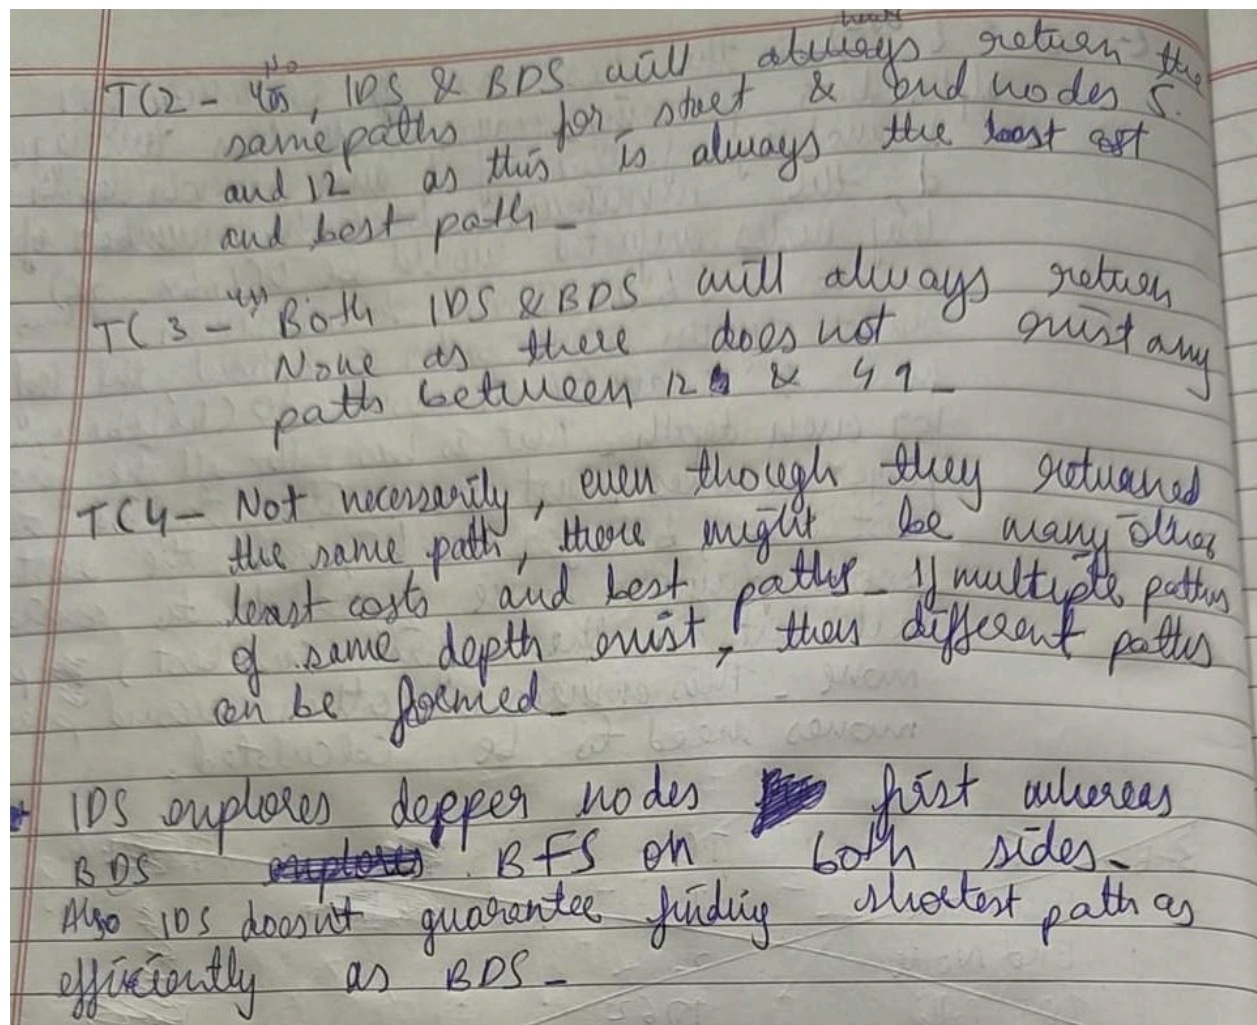 TC2 - No, IDS & BDS will always return the
same paths for start & end nodes 5.
and 12 as this is always the least cost
and best path -
TC3 - yes Both IDS & BDS will always return
None as there does not exist any
path between 12 & 49 -
TC4 - Not necessarily, even though they returned
the same path, there might be many other
least costs and best paths - If multiple paths
of same depth exist, then different paths
can be formed -
IDS explores depper nodes first whereas
BDS BFS on both sides -
Also IDS doesn't guarantee finding shortest path as
efficiently as BDS -